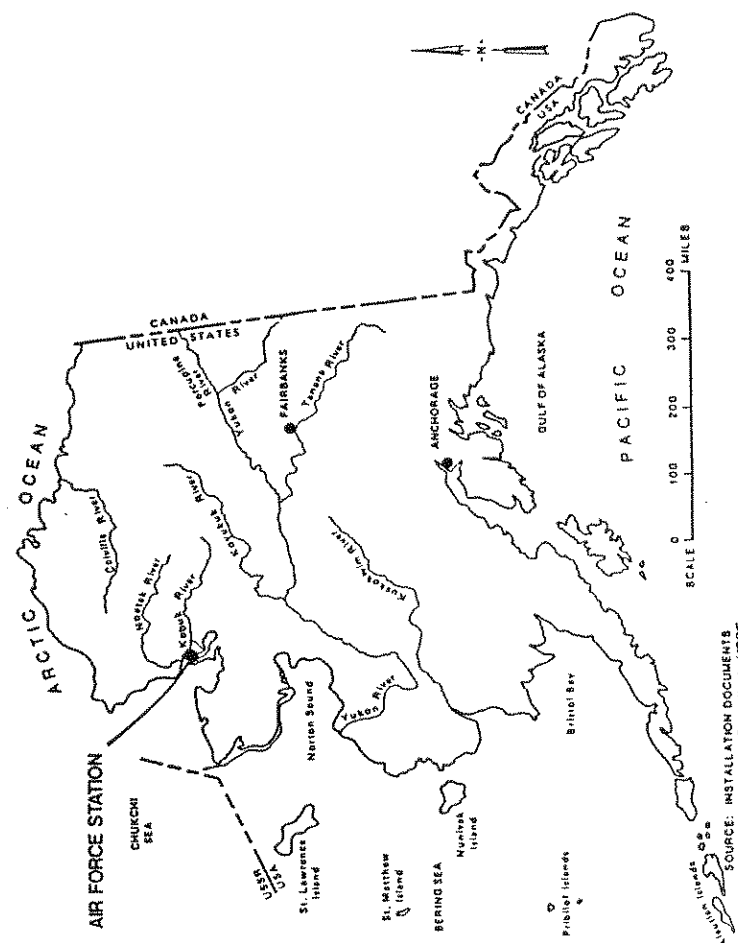 ARCTIC OCEAN
AIR FORCE STATION
CHUKCHI
SEA
USSR
USA
St. Lawrence
Island
St. Matthew
Island
BERING SEA
Nunivak
Island
Pribilof Islands
Aleutian Islands
Colville River
Noatak River
Kobuk River
Koyukuk River
Porcupine
River
Yukon River
FAIRBANKS
Tanana River
CANADA
UNITED STATES
Norton Sound
Yukon River
Kuskokwim River
Bristol Bay
ANCHORAGE
GULF OF ALASKA
PACIFIC OCEAN
CANADA
USA
-N-
SCALE
0 100 200 300 400
MILES
SOURCE: INSTALLATION DOCUMENTS